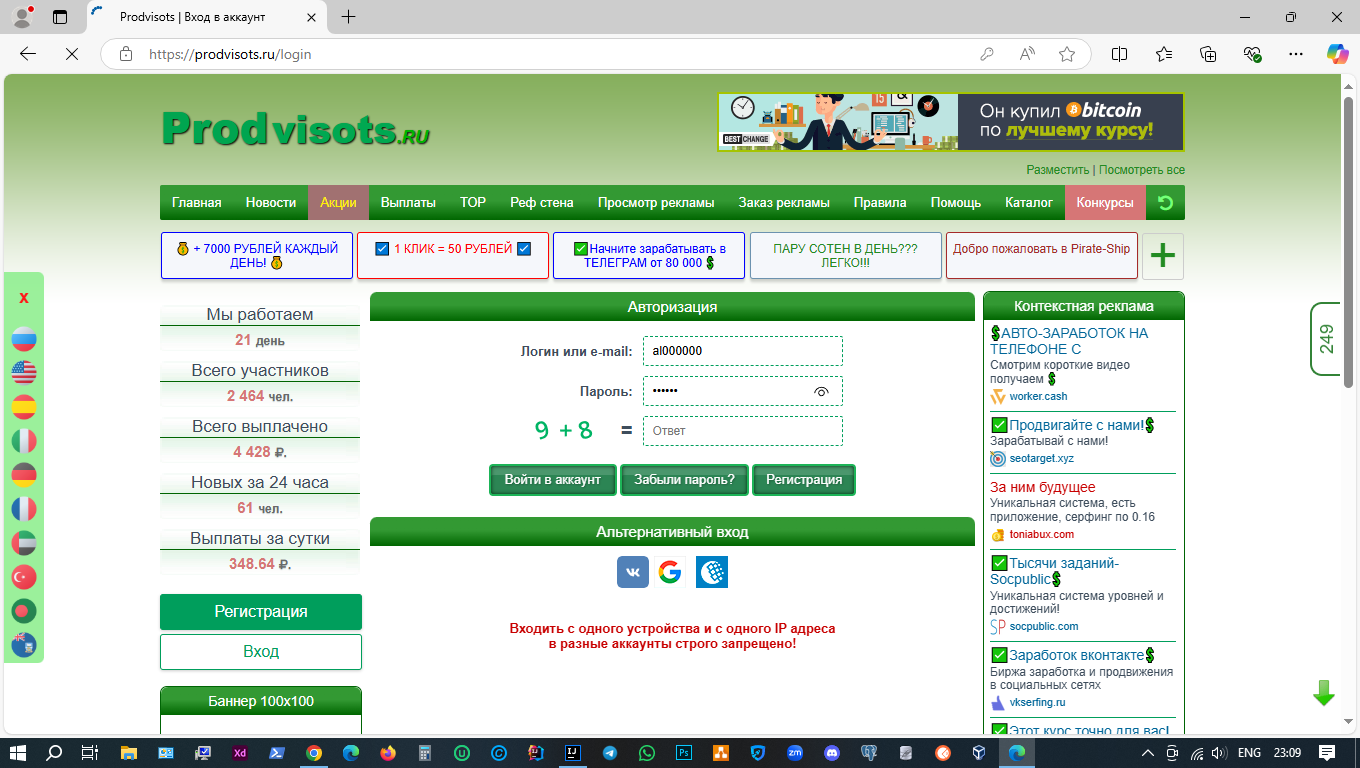 Prodvisots | Вход в аккаунт
https://prodvisots.ru/login
Prodvisots.RU
BEST CHANGE
15 &
Он купил bitcoin
по лучшему курсу!
Разместить | Посмотреть все
Главная Новости Акции Выплаты TOP Реф стена Просмотр рекламы Заказ рекламы Правила Помощь Каталог Конкурсы
💰 + 7000 РУБЛЕЙ КАЖДЫЙ
ДЕНЬ! 💰
☑ 1 КЛИК = 50 РУБЛЕЙ ☑
✅Начните зарабатывать в
ТЕЛЕГРАМ от 80 000💲
ПАРУ СОТЕН В ДЕНЬ???
ЛЕГКО!!!
Добро пожаловать в Pirate-Ship
+
X
Мы работаем
21 день
Всего участников
2 464 чел.
Всего выплачено
4 428 ₽.
Новых за 24 часа
61 чел.
Выплаты за сутки
348.64 ₽.
Регистрация
Вход
Баннер 100x100
Авторизация
Логин или e-mail: al000000
Пароль: ••••••
9 + 8 = Ответ
Войти в аккаунт Забыли пароль? Регистрация
Альтернативный вход
Входить с одного устройства и с одного IP адреса
в разные аккаунты строго запрещено!
Контекстная реклама
💲АВТО-ЗАРАБОТОК НА
ТЕЛЕФОНЕ С
Смотрим короткие видео
получаем 💲
worker.cash
✅Продвигайте с нами!💲
Зарабатывай с нами!
seotarget.xyz
За ним будущее
Уникальная система, есть
приложение, серфинг по 0.16
toniabux.com
✅Тысячи заданий-
Socpublic💲
Уникальная система уровней и
достижений!
socpublic.com
✅Заработок вконтакте💲
Биржа заработка и продвижения
в социальных сетях
vkserfing.ru
✅Этот курс точно для вас!
249
ENG 23:09